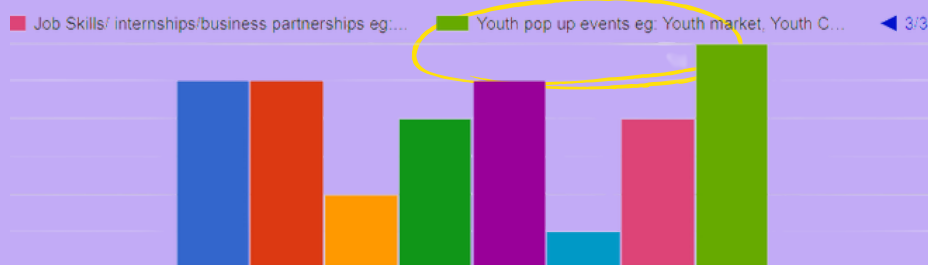 Job Skills/ internships/business partnerships eg:... Youth pop up events eg: Youth market, Youth C... 3/3